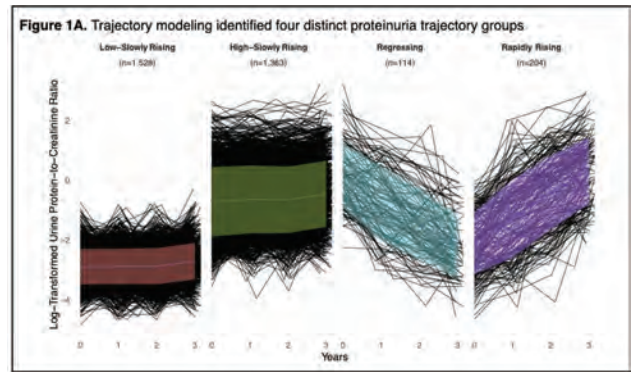 Figure 1A. Trajectory modeling identified four distinct proteinuria trajectory groups
Low-Slowly Rising
(n=1,528)
High-Slowly Rising
(n=1,363)
Regressing
(n=114)
Rapidly Rising
(n=204)
Log-Transformed Urine Protein-to-Creatinine Ratio
2
0
-2
-4
0 1 2 3 0 1 2 3 0 1 2 3 0 1 2 3
Years